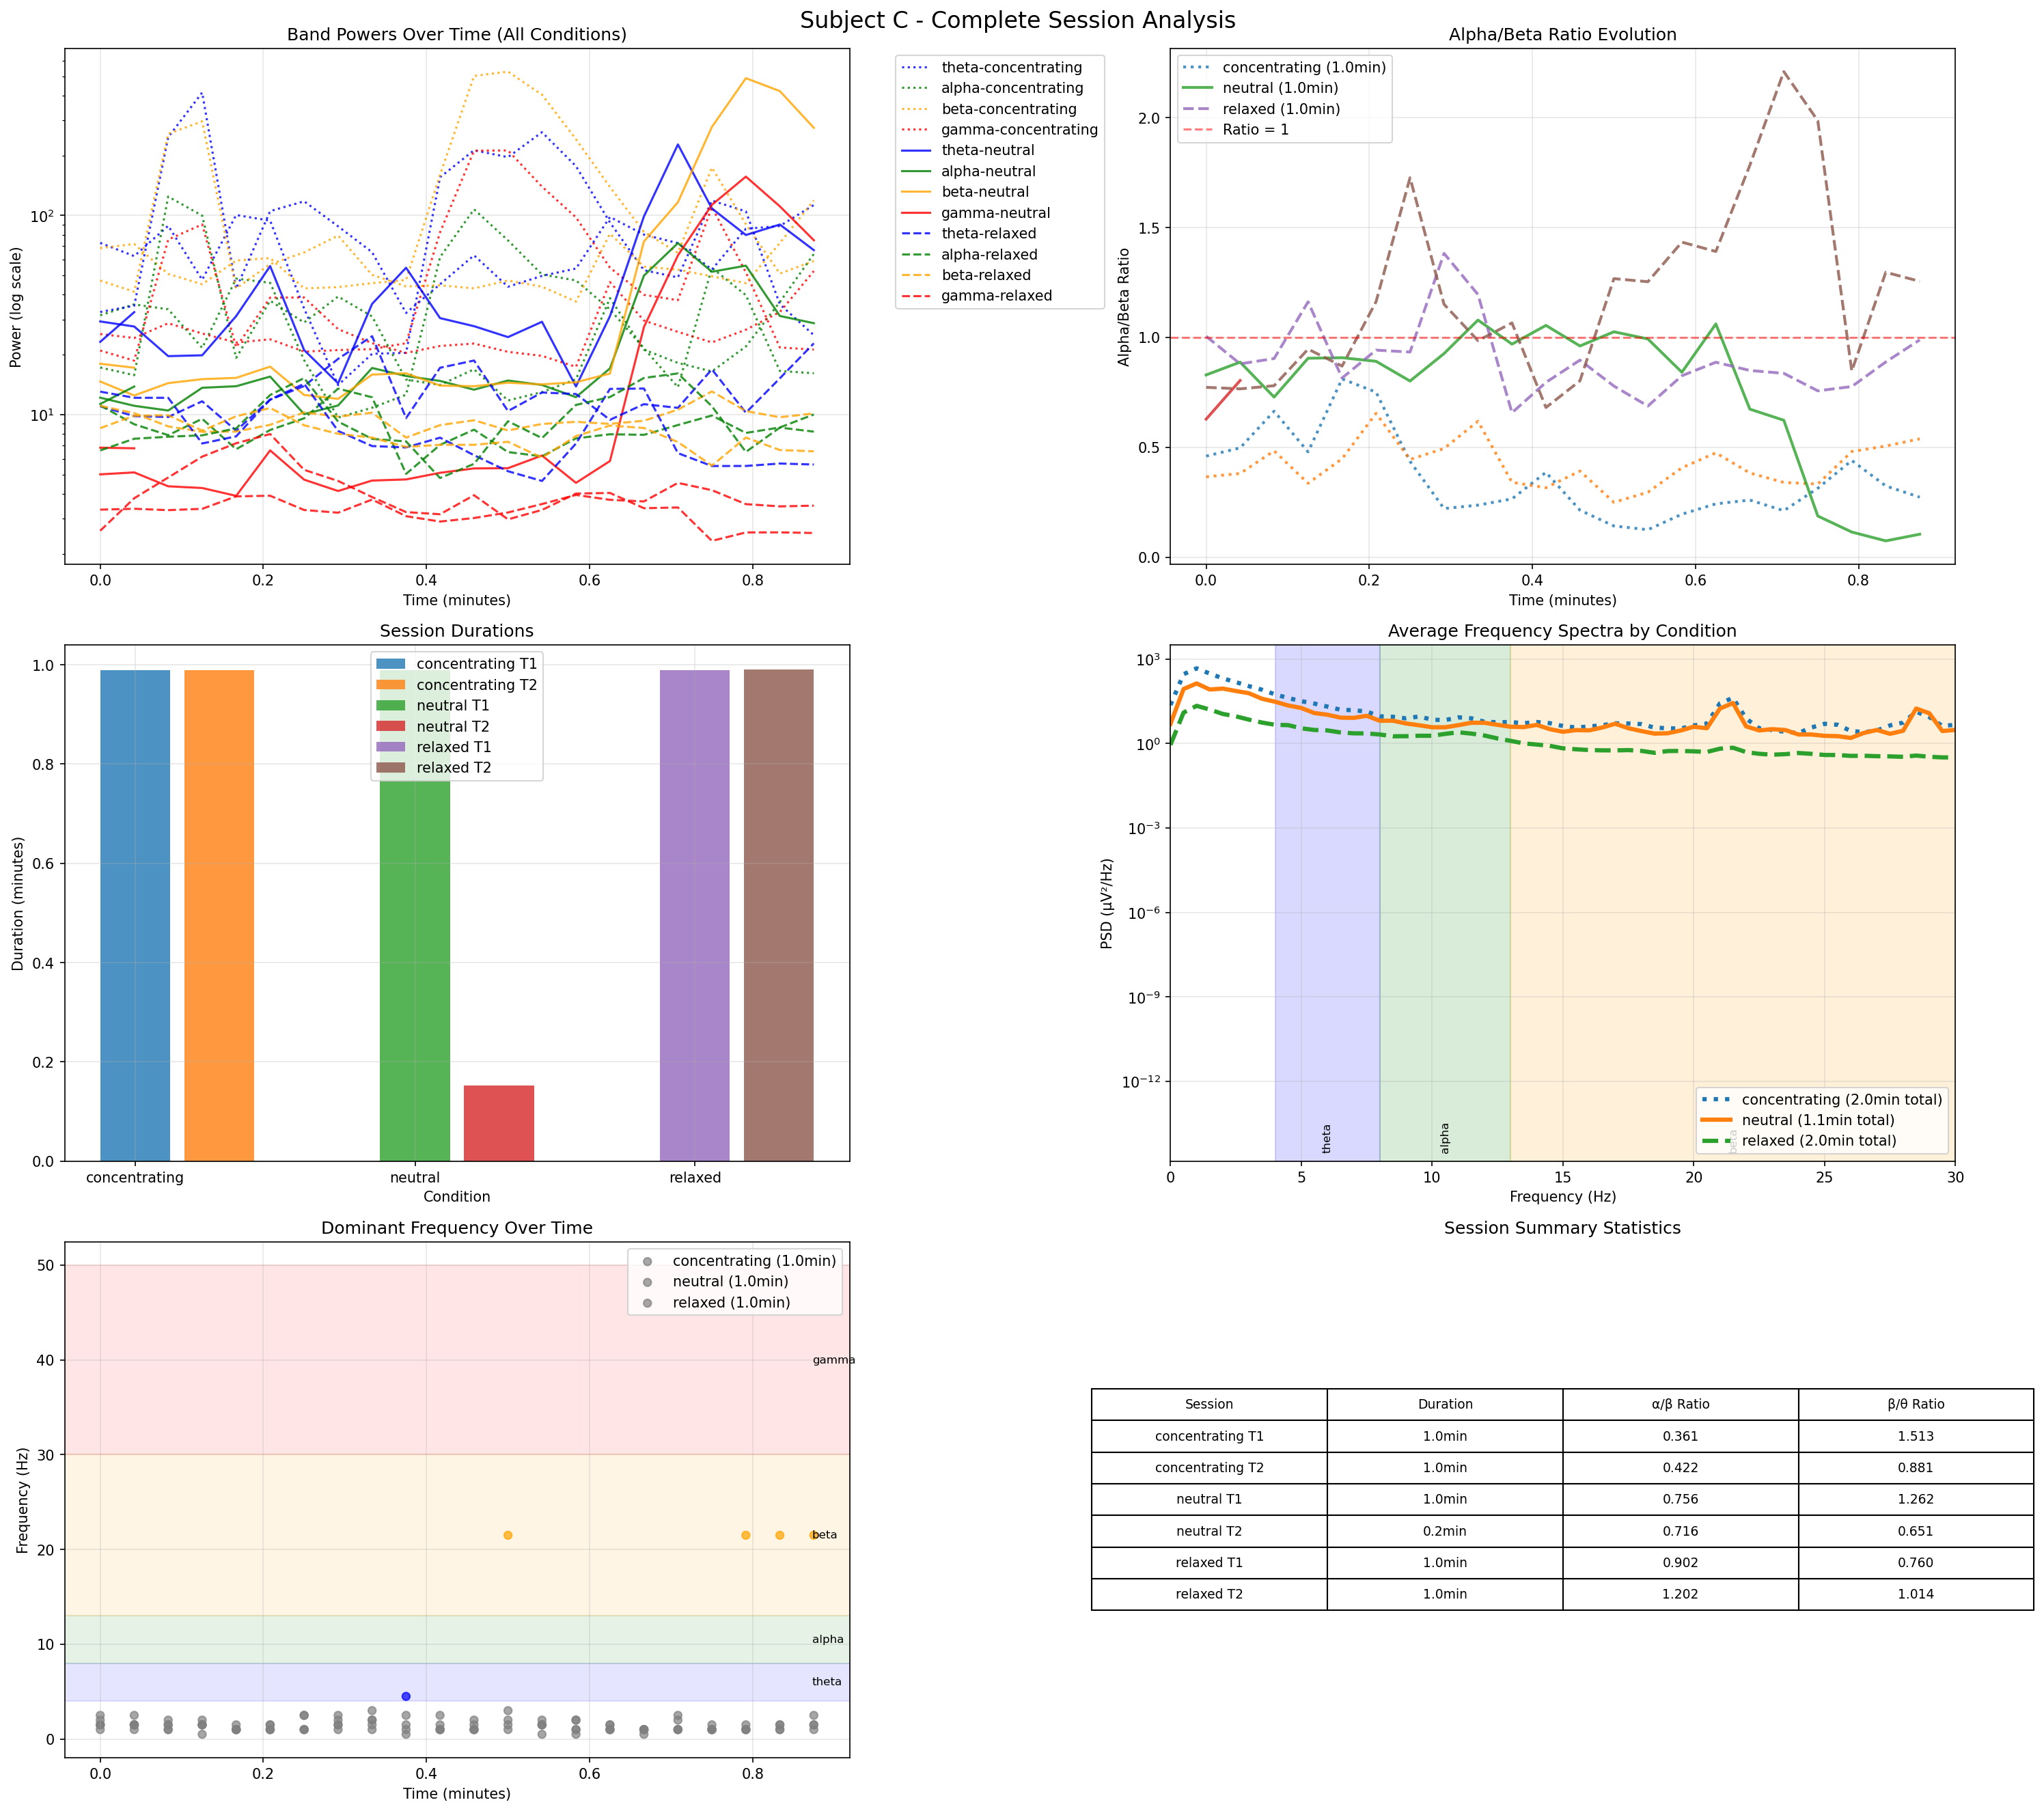 Subject C - Complete Session Analysis
Band Powers Over Time (All Conditions)
Power (log scale)
10²
10¹
0.0 0.2 0.4 0.6 0.8
Time (minutes)
theta-concentrating
alpha-concentrating
beta-concentrating
gamma-concentrating
theta-neutral
alpha-neutral
beta-neutral
gamma-neutral
theta-relaxed
alpha-relaxed
beta-relaxed
gamma-relaxed
Alpha/Beta Ratio Evolution
Alpha/Beta Ratio
2.0
1.5
1.0
0.5
0.0
concentrating (1.0min)
neutral (1.0min)
relaxed (1.0min)
Ratio = 1
0.0 0.2 0.4 0.6 0.8
Time (minutes)
Session Durations
Duration (minutes)
1.0
0.8
0.6
0.4
0.2
0.0
concentrating T1
concentrating T2
neutral T1
neutral T2
relaxed T1
relaxed T2
concentrating neutral relaxed
Condition
Average Frequency Spectra by Condition
PSD (μV²/Hz)
10³
10⁰
10⁻³
10⁻⁶
10⁻⁹
10⁻¹²
theta
alpha
beta
concentrating (2.0min total)
neutral (1.1min total)
relaxed (2.0min total)
0 5 10 15 20 25 30
Frequency (Hz)
Dominant Frequency Over Time
Frequency (Hz)
50
40
30
20
10
0
concentrating (1.0min)
neutral (1.0min)
relaxed (1.0min)
gamma
beta
alpha
theta
0.0 0.2 0.4 0.6 0.8
Time (minutes)
Session Summary Statistics
Session Duration α/β Ratio β/θ Ratio
concentrating T1 1.0min 0.361 1.513
concentrating T2 1.0min 0.422 0.881
neutral T1 1.0min 0.756 1.262
neutral T2 0.2min 0.716 0.651
relaxed T1 1.0min 0.902 0.760
relaxed T2 1.0min 1.202 1.014